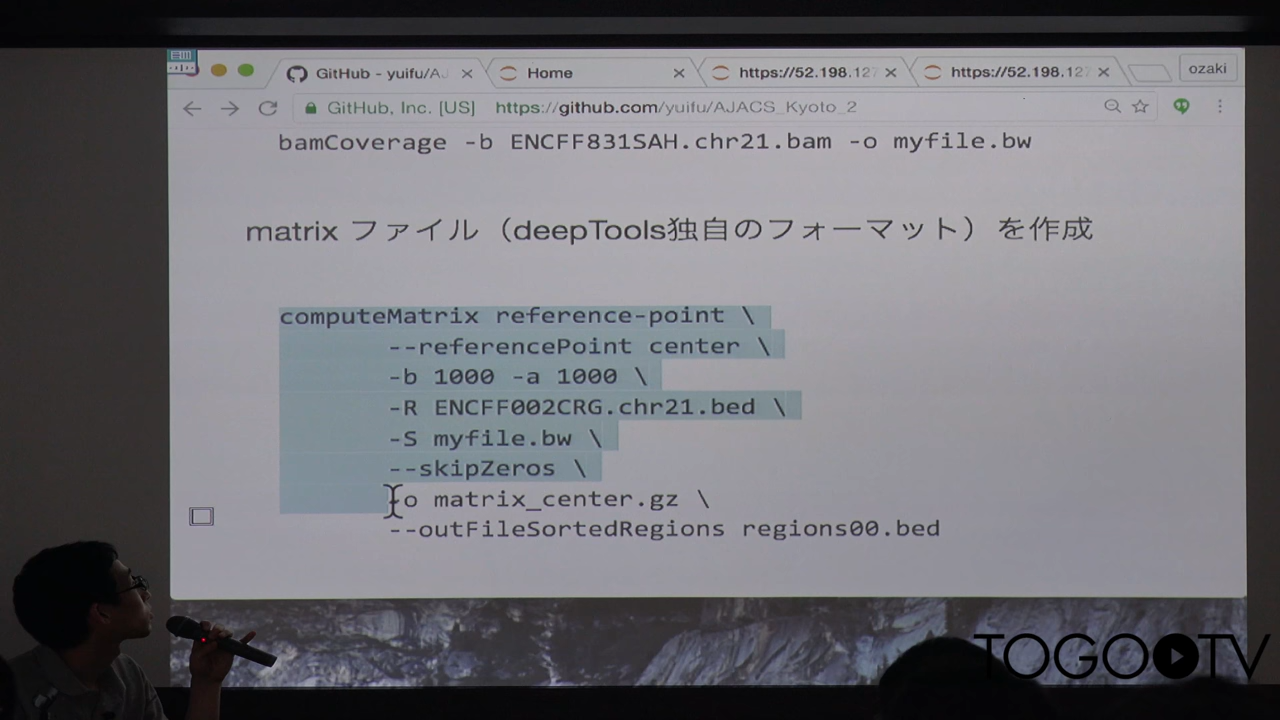 GitHub - yuifu/AJ
Home
https://52.198.127
https://52.198.127
ozaki
GitHub, Inc. [US] https://github.com/yuifu/AJACS_Kyoto_2
bamCoverage -b ENCFF831SAH.chr21.bam -o myfile.bw
matrix ファイル（deepTools独自のフォーマット）を作成
computeMatrix reference-point \
--referencePoint center \
-b 1000 -a 1000 \
-R ENCFF002CRG.chr21.bed \
-S myfile.bw \
--skipZeros \
-o matrix_center.gz \
--outFileSortedRegions regions00.bed
TOGO TV